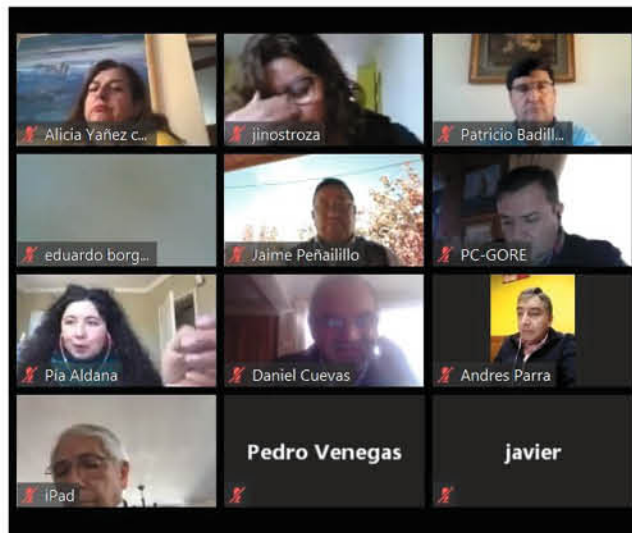 Alicia Yañez c...
jinostroza
Patricio Badill...
eduardo borg...
Jaime Peñailillo
PC-GORE
Pía Aldana
Daniel Cuevas
Andres Parra
iPad
Pedro Venegas
javier